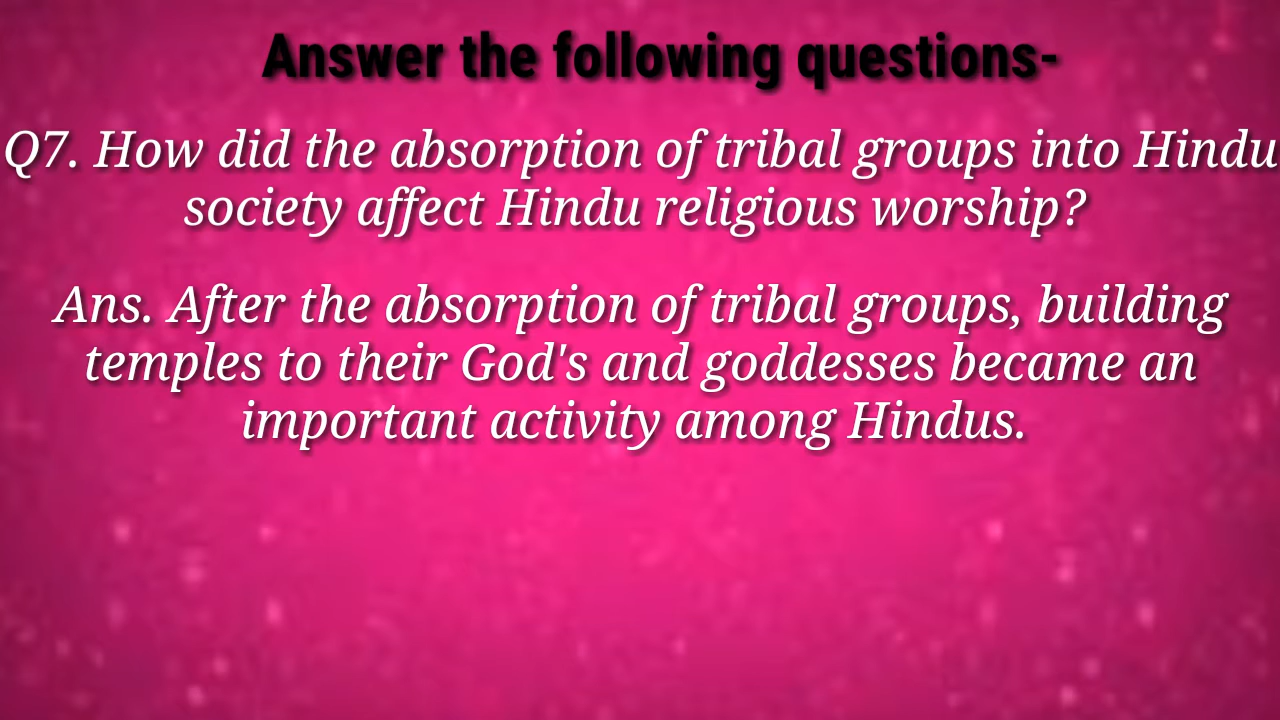 Answer the following questions-
Q7. How did the absorption of tribal groups into Hindu
society affect Hindu religious worship?
Ans. After the absorption of tribal groups, building
temples to their God's and goddesses became an
important activity among Hindus.